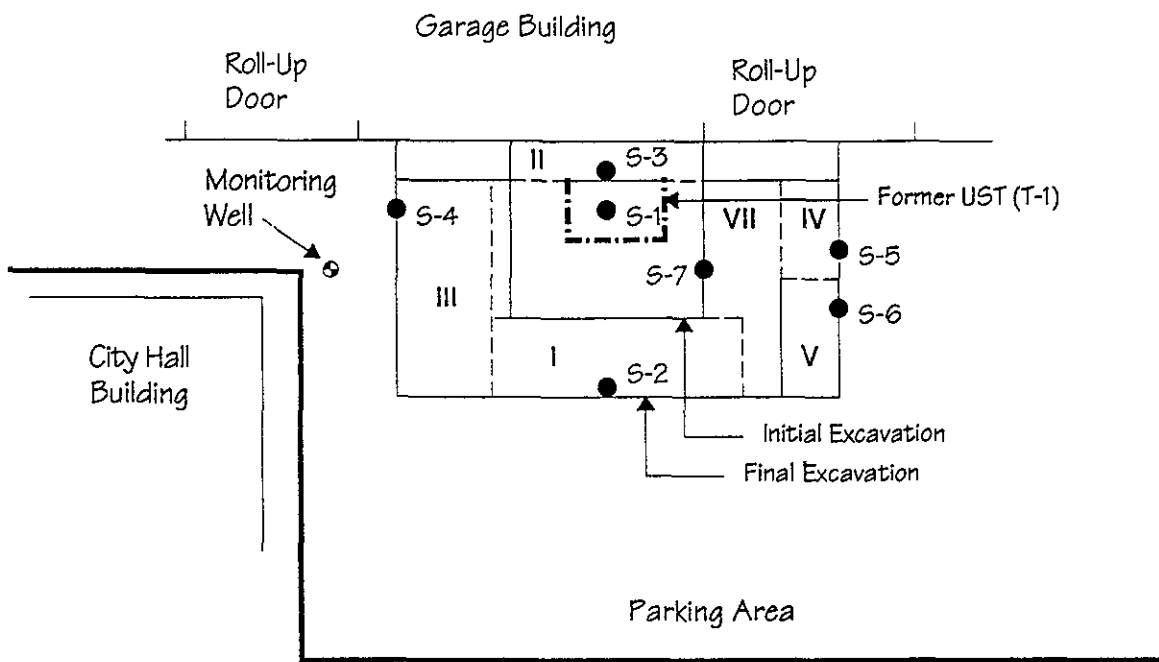 Garage Building
Roll-Up
Door
Roll-Up
Door
II
S-3
Monitoring
Well
S-4
S-1
VII
IV
Former UST (T-1)
S-5
S-7
III
S-6
City Hall
Building
I
S-2
V
Initial Excavation
Final Excavation
Parking Area